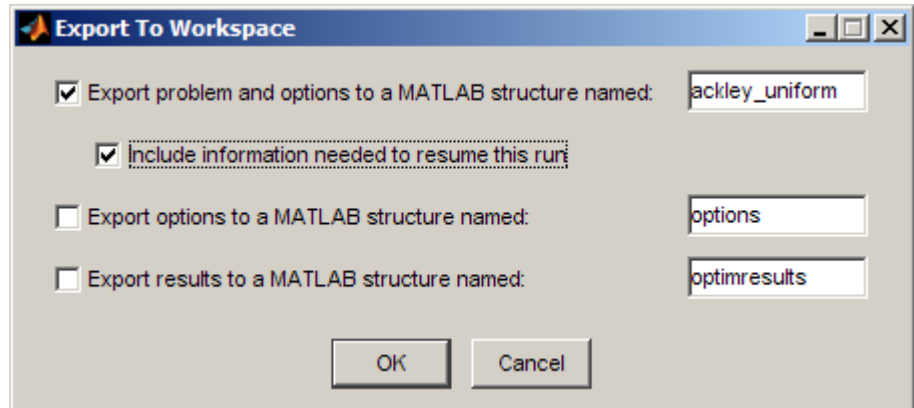 Export To Workspace
Export problem and options to a MATLAB structure named: ackley_uniform
Include information needed to resume this run
Export options to a MATLAB structure named: options
Export results to a MATLAB structure named: optimresults
OK Cancel